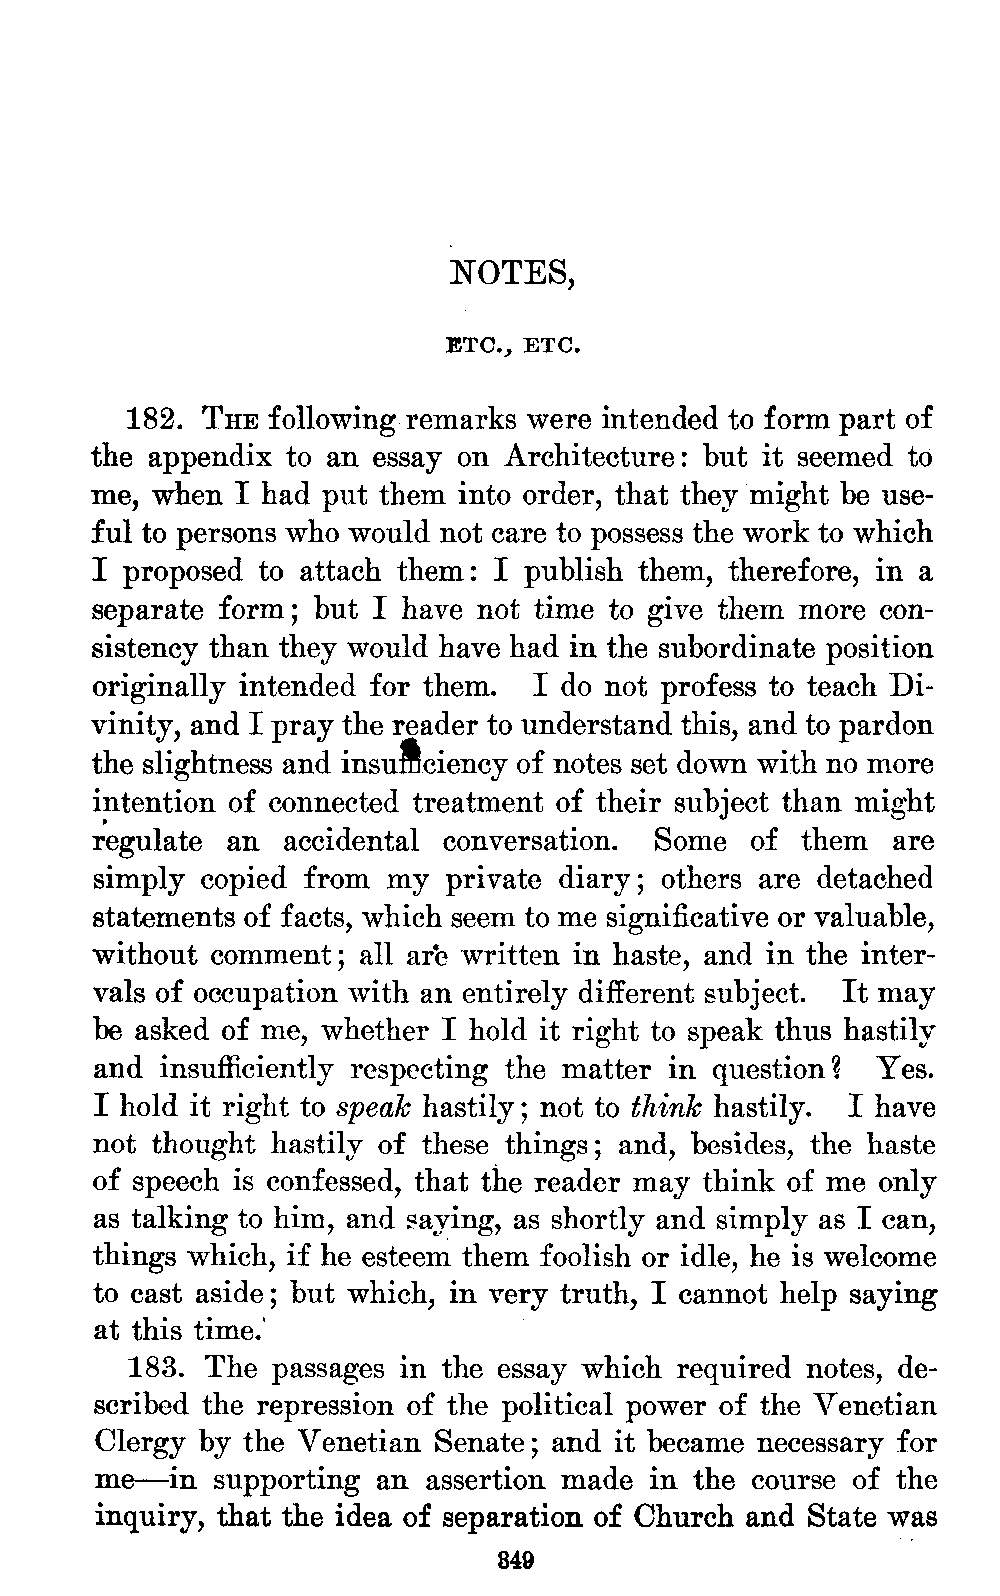 NOTES,
ETC., ETC.
182. THE following remarks were intended to form part of
the appendix to an essay on Architecture: but it seemed to
me, when I had put them into order, that they might be use-
ful to persons who would not care to possess the work to which
I proposed to attach them: I publish them, therefore, in a
separate form; but I have not time to give them more con-
sistency than they would have had in the subordinate position
originally intended for them. I do not profess to teach Di-
vinity, and I pray the reader to understand this, and to pardon
the slightness and insufficiency of notes set down with no more
intention of connected treatment of their subject than might
regulate an accidental conversation. Some of them are
simply copied from my private diary; others are detached
statements of facts, which seem to me significative or valuable,
without comment; all are written in haste, and in the inter-
vals of occupation with an entirely different subject. It may
be asked of me, whether I hold it right to speak thus hastily
and insufficiently respecting the matter in question? Yes.
I hold it right to speak hastily; not to think hastily. I have
not thought hastily of these things; and, besides, the haste
of speech is confessed, that the reader may think of me only
as talking to him, and saying, as shortly and simply as I can,
things which, if he esteem them foolish or idle, he is welcome
to cast aside; but which, in very truth, I cannot help saying
at this time.
183. The passages in the essay which required notes, de-
scribed the repression of the political power of the Venetian
Clergy by the Venetian Senate; and it became necessary for
me—in supporting an assertion made in the course of the
inquiry, that the idea of separation of Church and State was
349